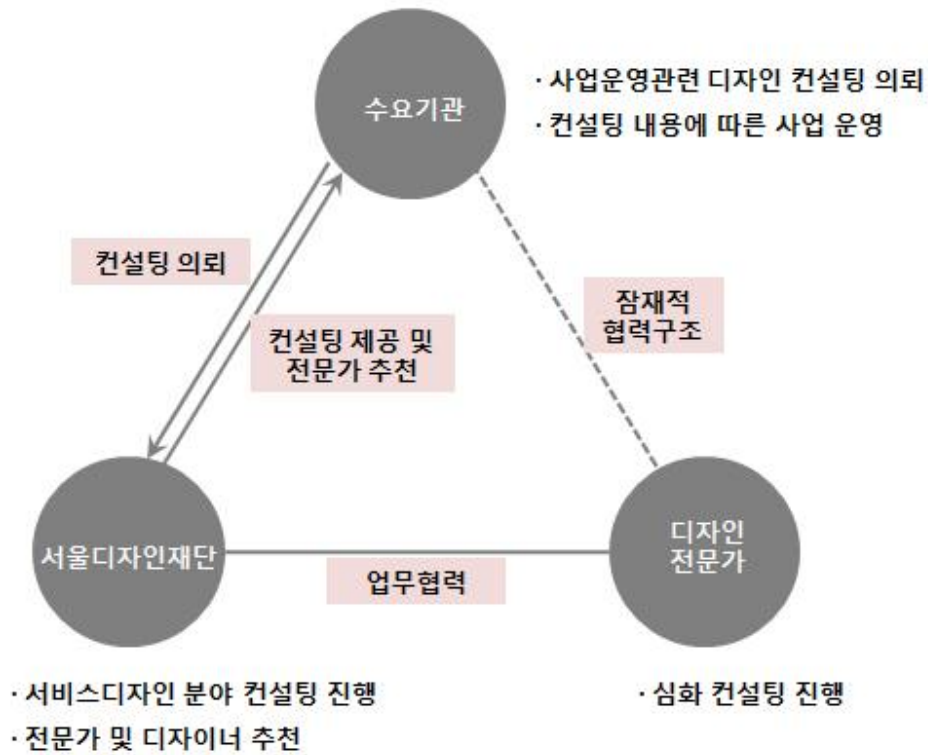 수요기관
· 사업운영관련 디자인 컨설팅 의뢰
· 컨설팅 내용에 따른 사업 운영
컨설팅 의뢰
컨설팅 제공 및
전문가 추천
잠재적
협력구조
서울디자인재단
디자인
전문가
업무협력
· 서비스디자인 분야 컨설팅 진행
· 전문가 및 디자이너 추천
· 심화 컨설팅 진행